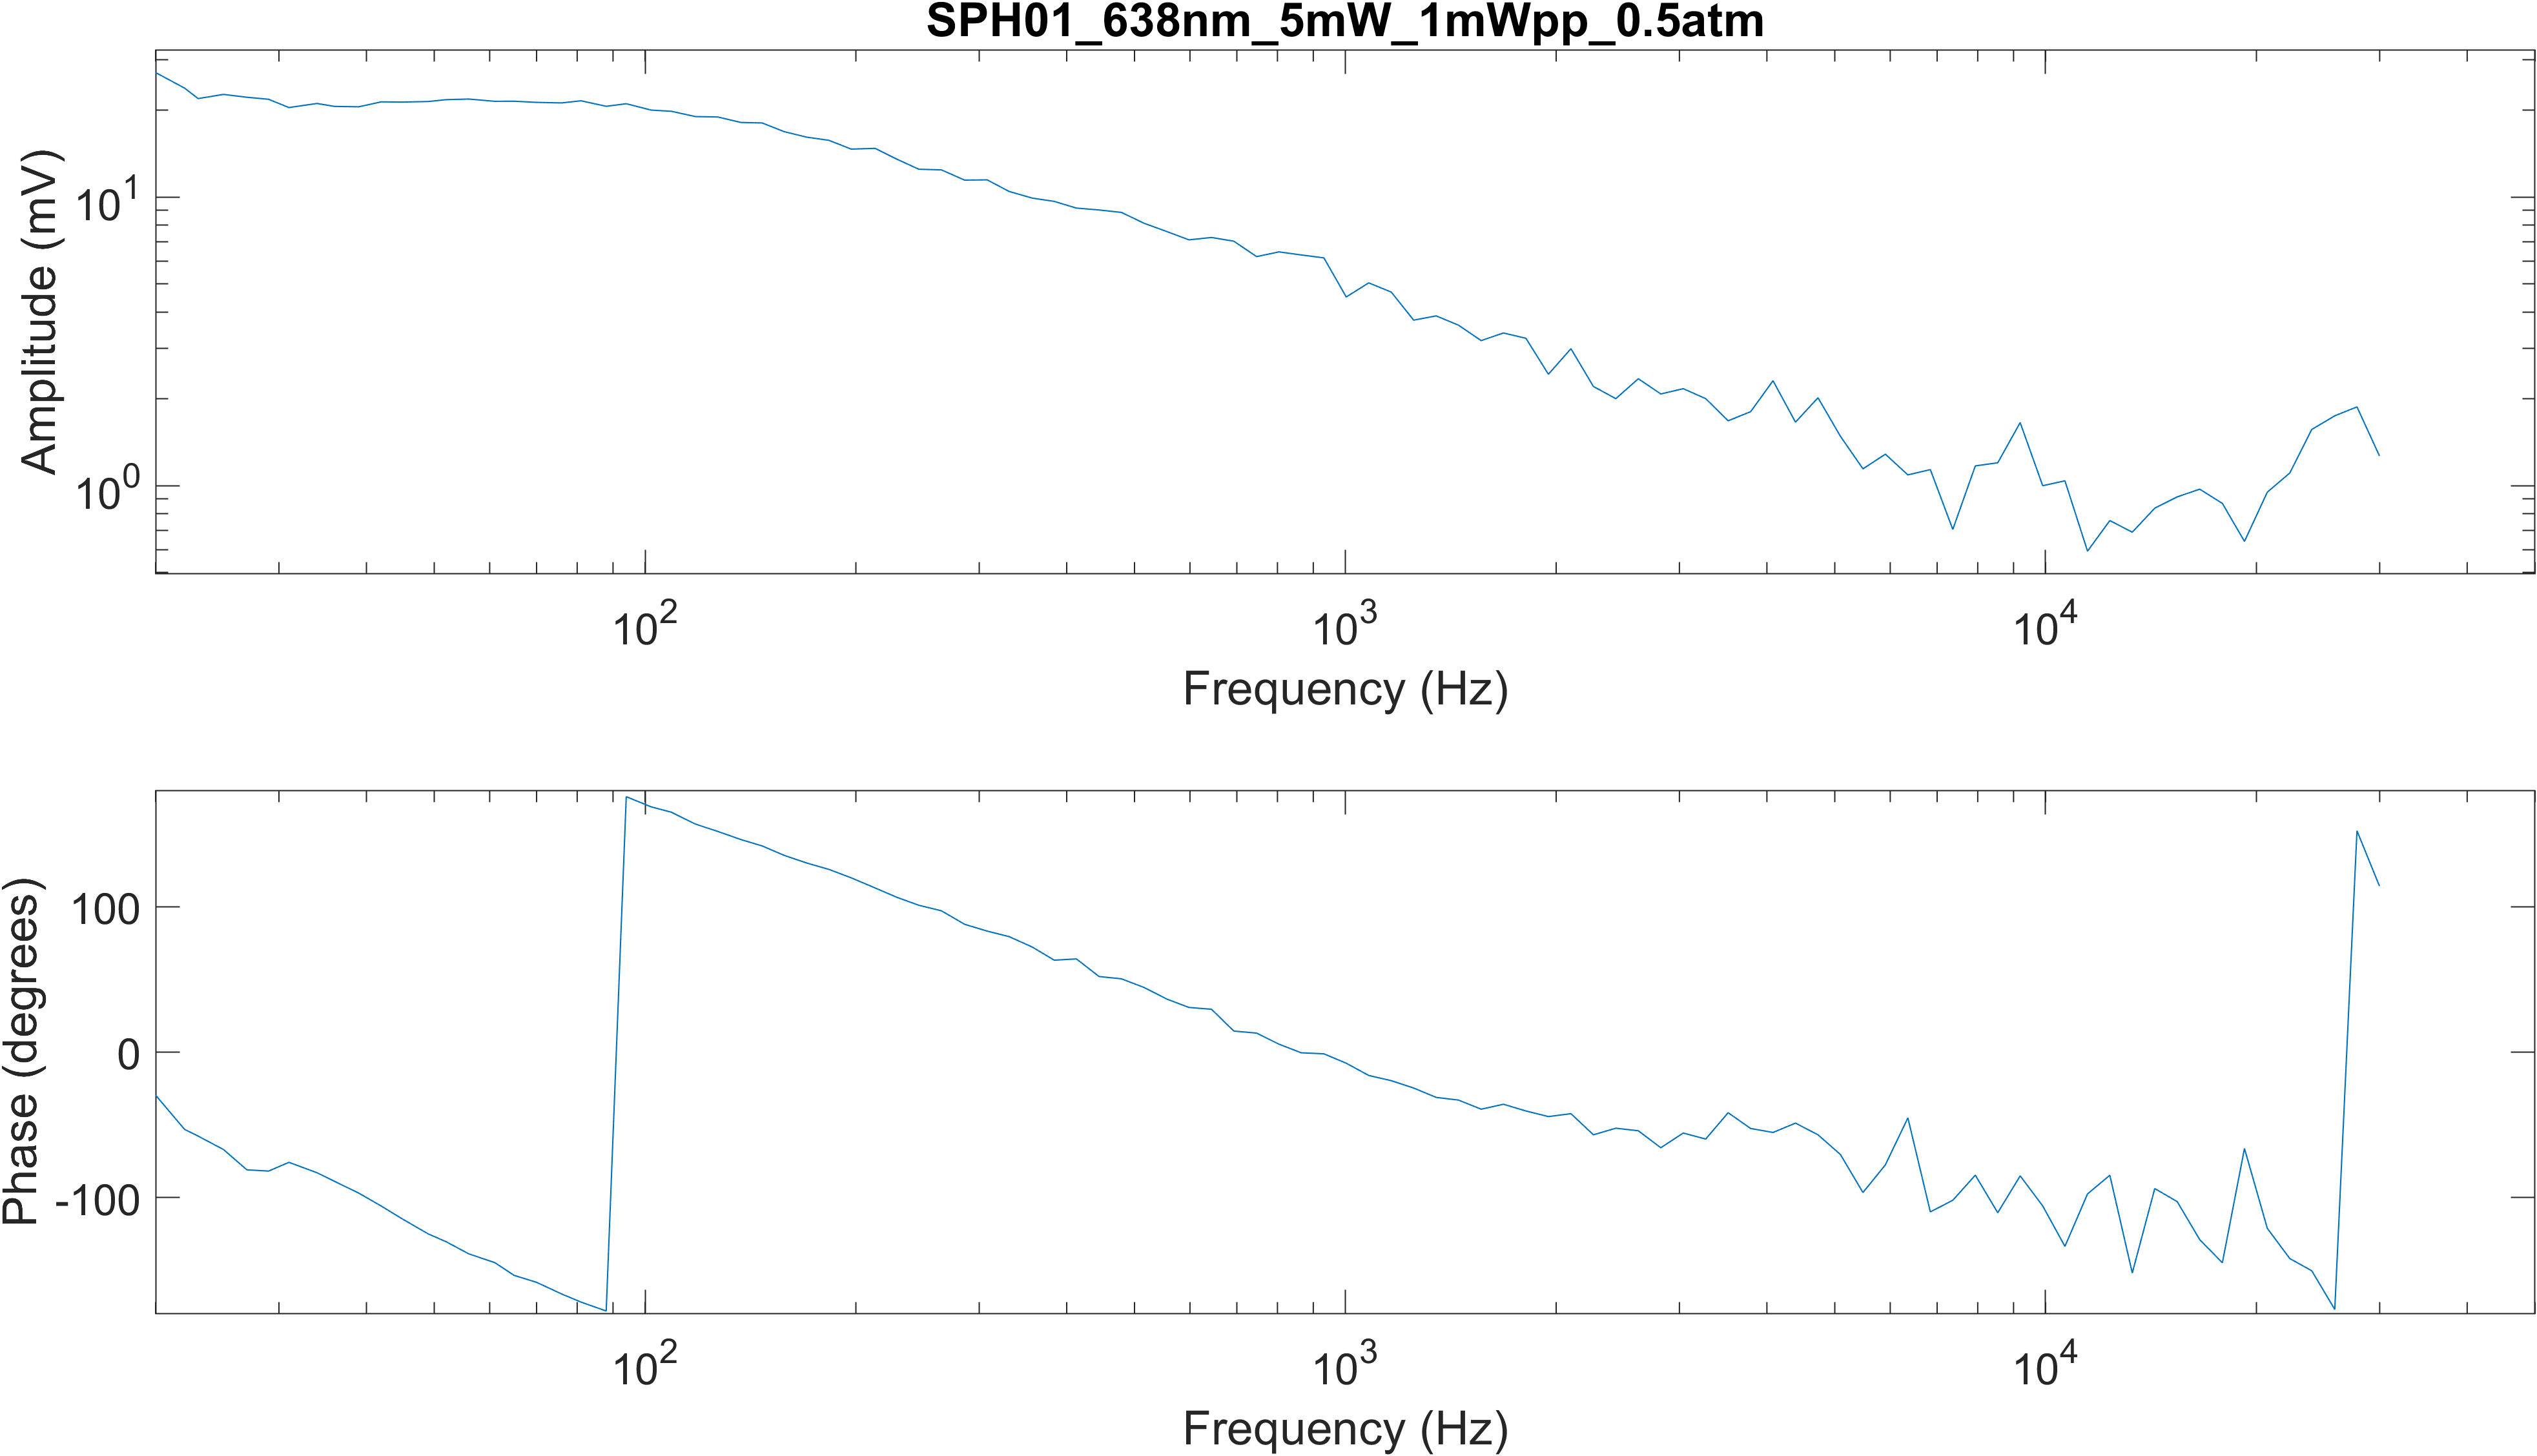 SPH01_638nm_5mW_1mWpp_0.5atm
Amplitude (mV)
10^1
10^0
10^2
10^3
10^4
Frequency (Hz)
Phase (degrees)
100
0
-100
10^2
10^3
10^4
Frequency (Hz)